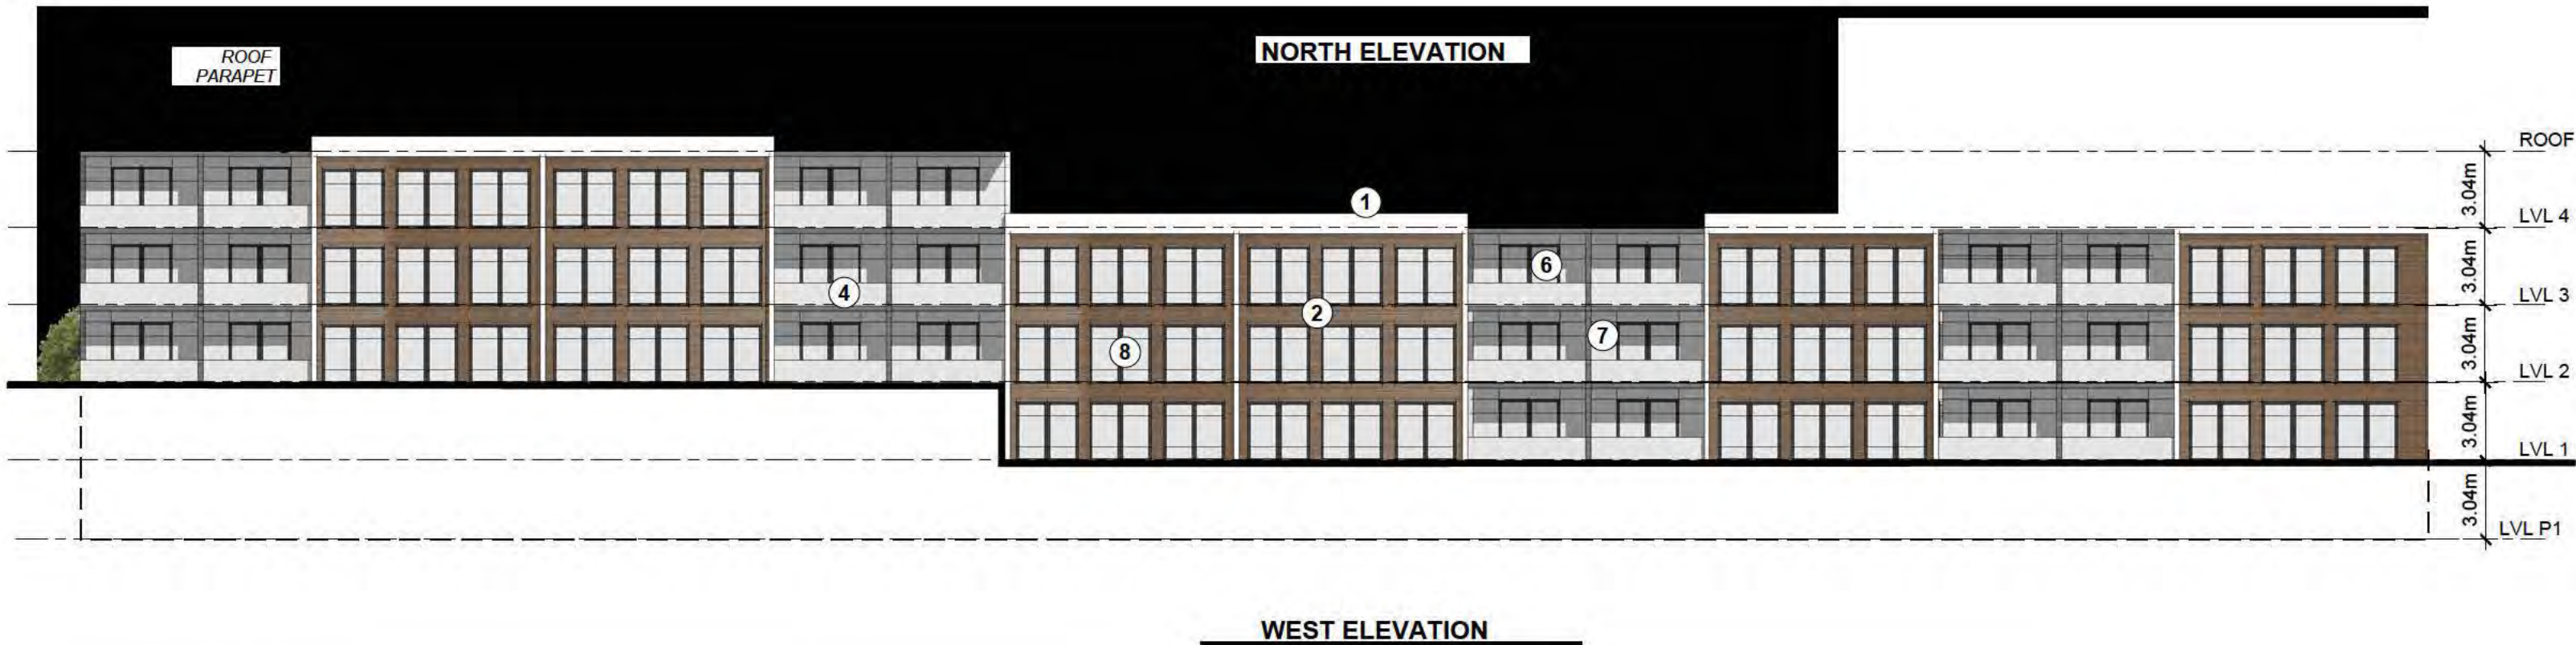 ROOF
PARAPET
NORTH ELEVATION
ROOF
3.04m
1
LVL 4
6
3.04m
4
LVL 3
2
7
3.04m
8
LVL 2
3.04m
LVL 1
3.04m
LVL P1
WEST ELEVATION